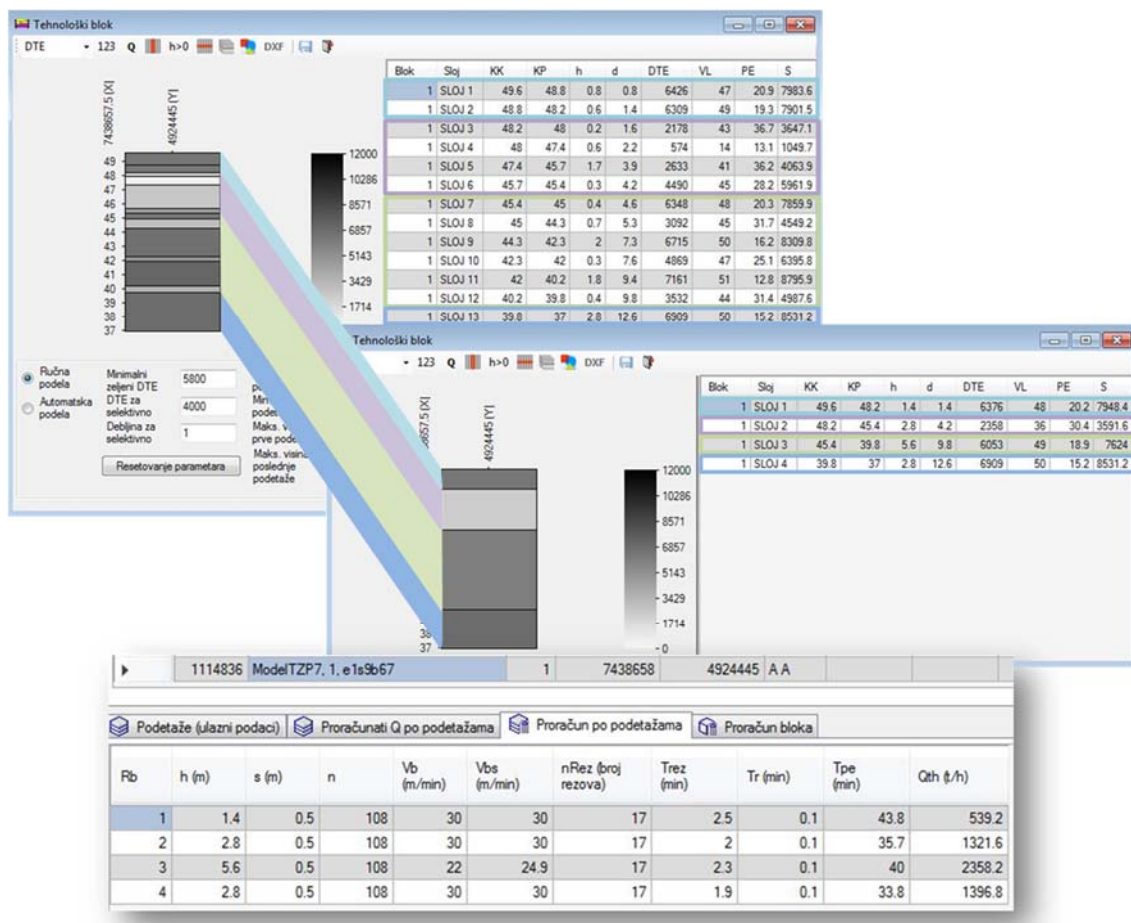 Tehnološki blok
DTE 123 Q h>0 DXF
7438657.5 [X]
4924445 [Y]
49
48
47
46
45
44
43
42
41
40
39
38
37
12000
10286
8571
6857
5143
3429
1714
Blok Sloj KK KP h d DTE VL PE S
1 SLOJ 1 49.6 48.8 0.8 0.8 6426 47 20.9 7983.6
1 SLOJ 2 48.8 48.2 0.6 1.4 6309 49 19.3 7901.5
1 SLOJ 3 48.2 48 0.2 1.6 2178 43 36.7 3647.1
1 SLOJ 4 48 47.4 0.6 2.2 574 14 13.1 1049.7
1 SLOJ 5 47.4 45.7 1.7 3.9 2633 41 36.2 4063.9
1 SLOJ 6 45.7 45.4 0.3 4.2 4490 45 28.2 5961.9
1 SLOJ 7 45.4 45 0.4 4.6 6348 48 20.3 7859.9
1 SLOJ 8 45 44.3 0.7 5.3 3092 45 31.7 4549.2
1 SLOJ 9 44.3 42.3 2 7.3 6715 50 16.2 8309.8
1 SLOJ 10 42.3 42 0.3 7.6 4869 47 25.1 6395.8
1 SLOJ 11 42 40.2 1.8 9.4 7161 51 12.8 8795.9
1 SLOJ 12 40.2 39.8 0.4 9.8 3532 44 31.4 4987.6
1 SLOJ 13 39.8 37 2.8 12.6 6909 50 15.2 8531.2
Ručna podela
Automatska podela
Minimalni zeljeni DTE 5800
DTE za selektivno 4000
Debljina za selektivno 1
Resetovanje parametara
Maks. visina poslednje podetaže
Tehnološki blok
123 Q h>0 DXF
4924445 [Y]
38
37
12000
10286
8571
6857
5143
3429
1714
0
Blok Sloj KK KP h d DTE VL PE S
1 SLOJ 1 49.6 48.2 1.4 1.4 6376 48 20.2 7948.4
1 SLOJ 2 48.2 45.4 2.8 4.2 2358 36 30.4 3591.6
1 SLOJ 3 45.4 39.8 5.6 9.8 6053 49 18.9 7624
1 SLOJ 4 39.8 37 2.8 12.6 6909 50 15.2 8531.2
1114836 ModelTZP7, 1, e1s9b67 1 7438658 4924445 A A
Podetaže (ulazni podaci) Proračunati Q po podetažama Proračun po podetažama Proračun bloka
Rb h (m) s (m) n Vb (m/min) Vbs (m/min) nRez (broj rezova) Trez (min) Tr (min) Tpe (min) Qth (t/h)
1 1.4 0.5 108 30 30 17 2.5 0.1 43.8 539.2
2 2.8 0.5 108 30 30 17 2 0.1 35.7 1321.6
3 5.6 0.5 108 22 24.9 17 2.3 0.1 40 2358.2
4 2.8 0.5 108 30 30 17 1.9 0.1 33.8 1396.8